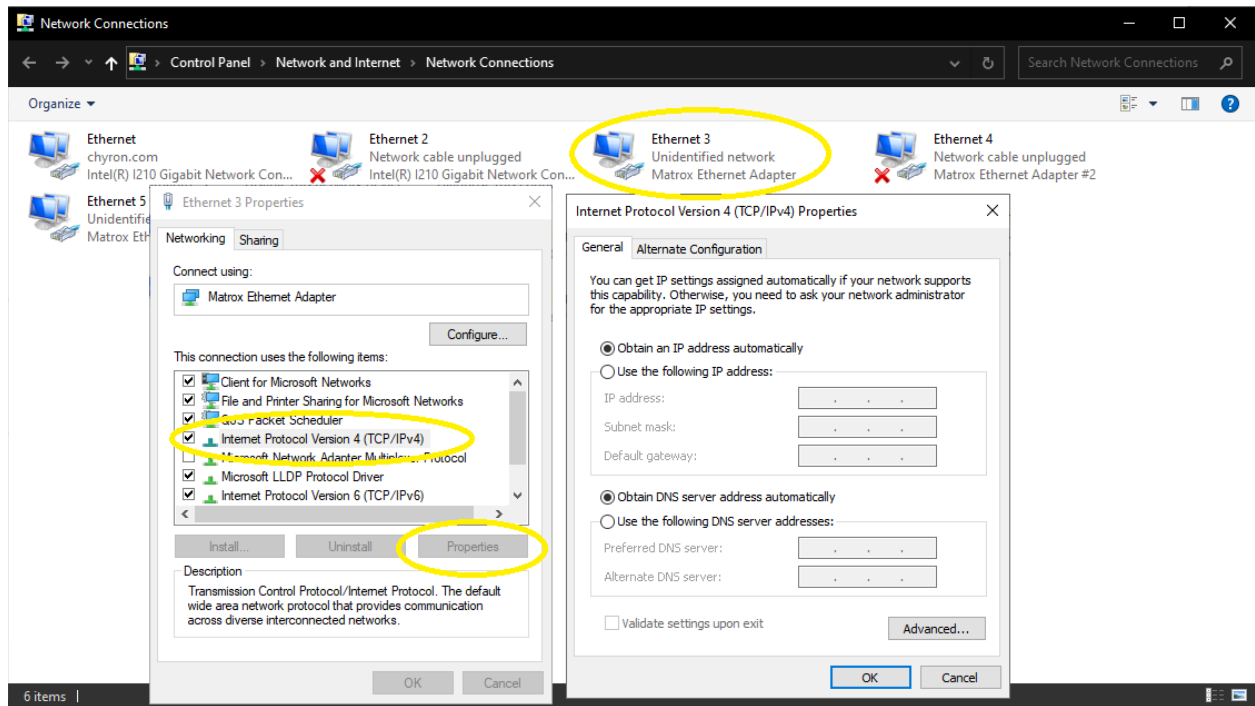 Network Connections
Control Panel > Network and Internet > Network Connections
Search Network Connections
Organize
Ethernet
chyron.com
Intel(R) I210 Gigabit Network Con...
Ethernet 2
Network cable unplugged
Intel(R) I210 Gigabit Network Con...
Ethernet 3
Unidentified network
Matrox Ethernet Adapter
Ethernet 4
Network cable unplugged
Matrox Ethernet Adapter #2
Ethernet 5
Unidentifie
Matrox Eth
Ethernet 3 Properties
Networking
Sharing
Connect using:
Matrox Ethernet Adapter
Configure...
This connection uses the following items:
Client for Microsoft Networks
File and Printer Sharing for Microsoft Networks
QoS Packet Scheduler
Internet Protocol Version 4 (TCP/IPv4)
Microsoft Network Adapter Multiplexor Protocol
Microsoft LLDP Protocol Driver
Internet Protocol Version 6 (TCP/IPv6)
Install...
Uninstall
Properties
Description
Transmission Control Protocol/Internet Protocol. The default
wide area network protocol that provides communication
across diverse interconnected networks.
OK
Cancel
Internet Protocol Version 4 (TCP/IPv4) Properties
General
Alternate Configuration
You can get IP settings assigned automatically if your network supports
this capability. Otherwise, you need to ask your network administrator
for the appropriate IP settings.
Obtain an IP address automatically
Use the following IP address:
IP address:
Subnet mask:
Default gateway:
Obtain DNS server address automatically
Use the following DNS server addresses:
Preferred DNS server:
Alternate DNS server:
Validate settings upon exit
Advanced...
OK
Cancel
6 items